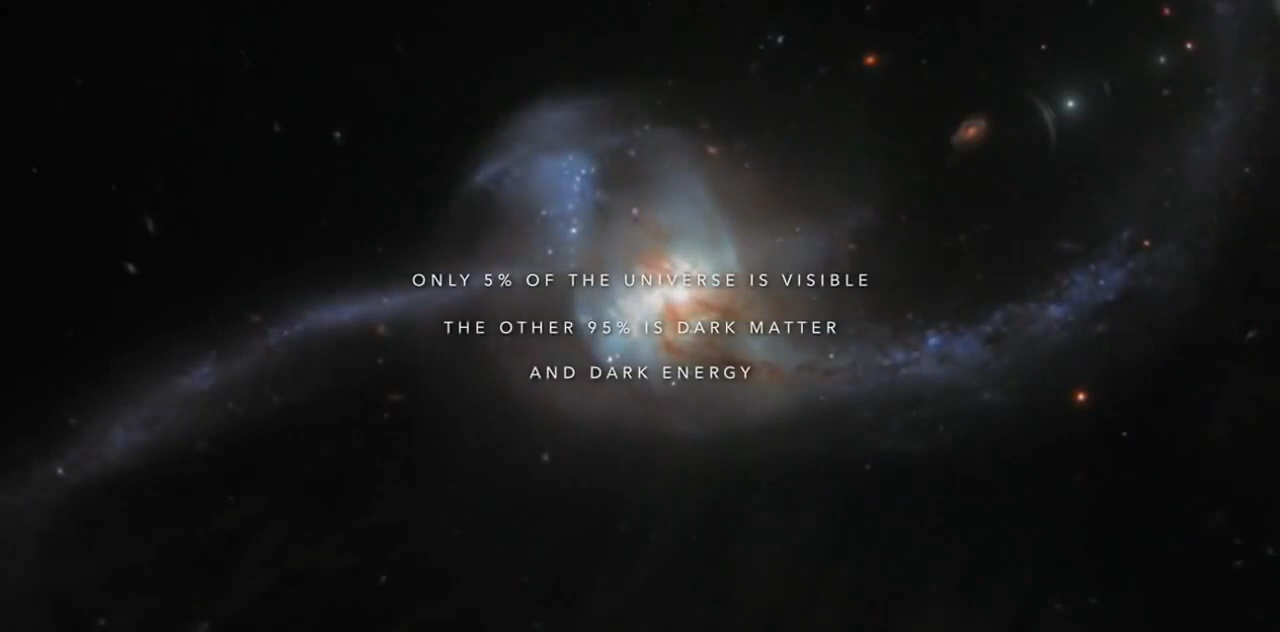 ONLY 5% OF THE UNIVERSE IS VISIBLE
THE OTHER 95% IS DARK MATTER
AND DARK ENERGY